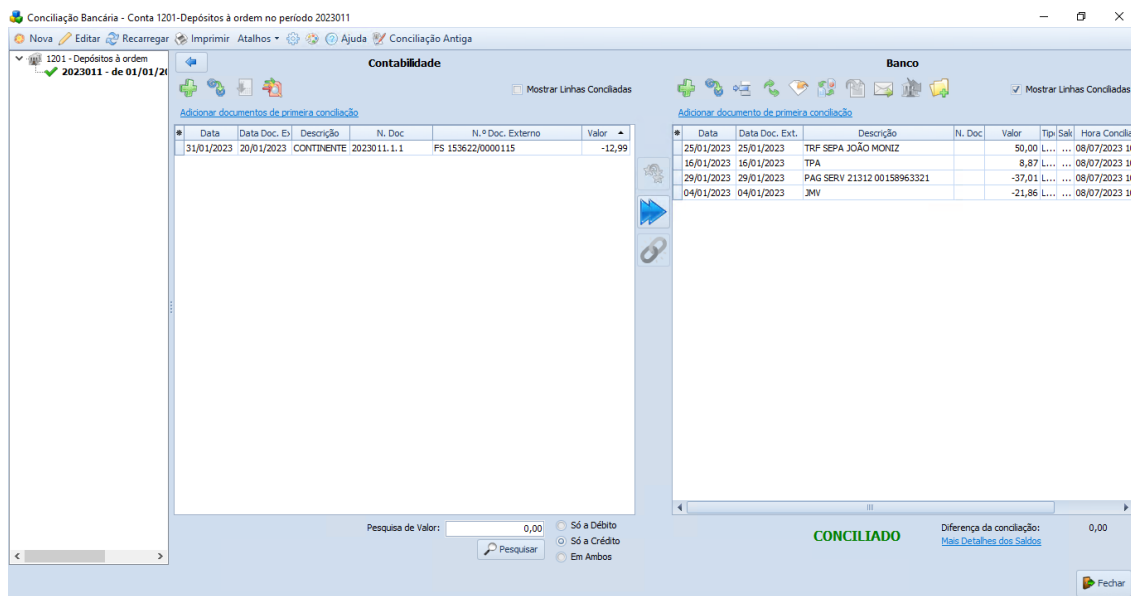 Conciliação Bancária - Conta 1201-Depósitos à ordem no período 2023011
Nova Editar Recarregar Imprimir Atalhos Ajuda Conciliação Antiga
1201 - Depósitos à ordem
2023011 - de 01/01/20
Contabilidade
Mostrar Linhas Conciliadas
Adicionar documentos de primeira conciliação
* Data Data Doc. Ex Descrição N. Doc N.º Doc. Externo Valor
31/01/2023 20/01/2023 CONTINENTE 2023011.1.1 FS 153622/0000115 -12,99
Banco
Mostrar Linhas Conciliadas
Adicionar documento de primeira conciliação
* Data Data Doc. Ext. Descrição N. Doc Valor Tip Sal Hora Concilia
25/01/2023 25/01/2023 TRF SEPA JOÃO MONIZ 50,00 L... ... 08/07/2023 1
16/01/2023 16/01/2023 TPA 8,87 L... ... 08/07/2023 1
29/01/2023 29/01/2023 PAG SERV 21312 00158963321 -37,01 L... ... 08/07/2023 1
04/01/2023 04/01/2023 JMV -21,86 L... ... 08/07/2023 1
Pesquisa de Valor: 0,00
Pesquisar
Só a Débito
Só a Crédito
Em Ambos
CONCILIADO
Diferença da conciliação: 0,00
Mais Detalhes dos Saldos
Fechar